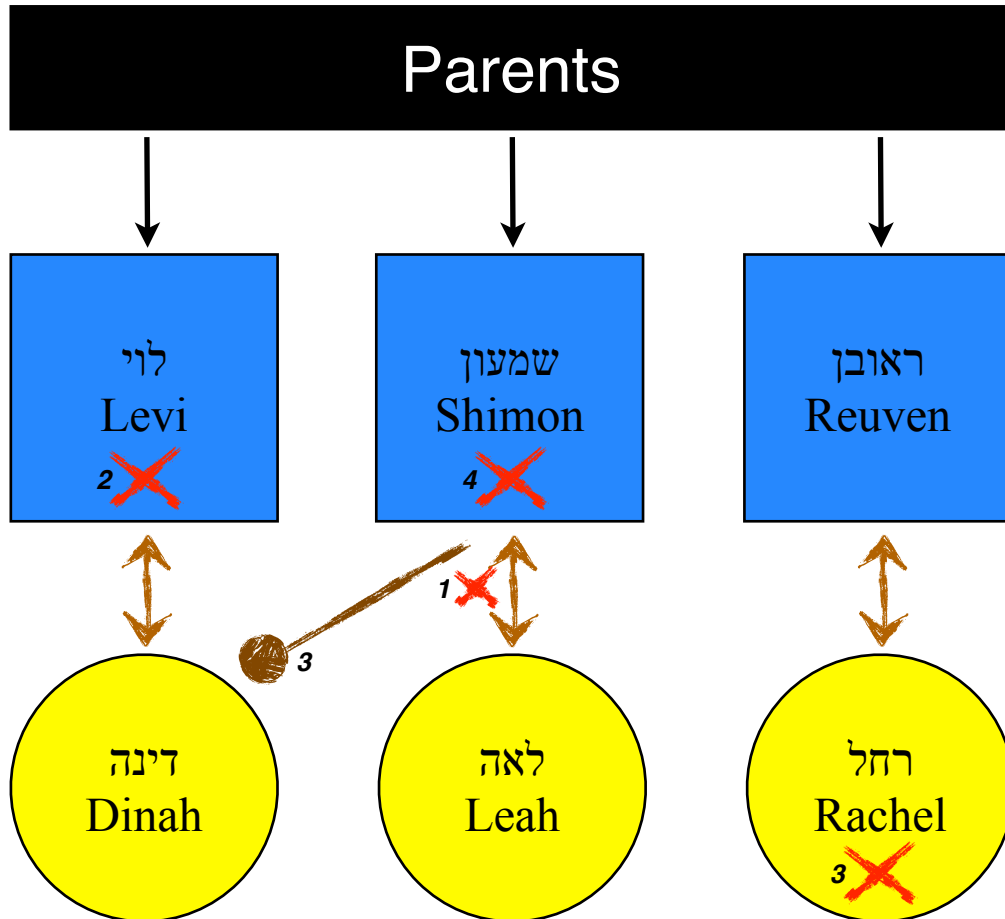 Parents
לוי
Levi
2
שמעון
Shimon
4
ראובן
Reuven
1
3
דינה
Dinah
לאה
Leah
רחל
Rachel
3